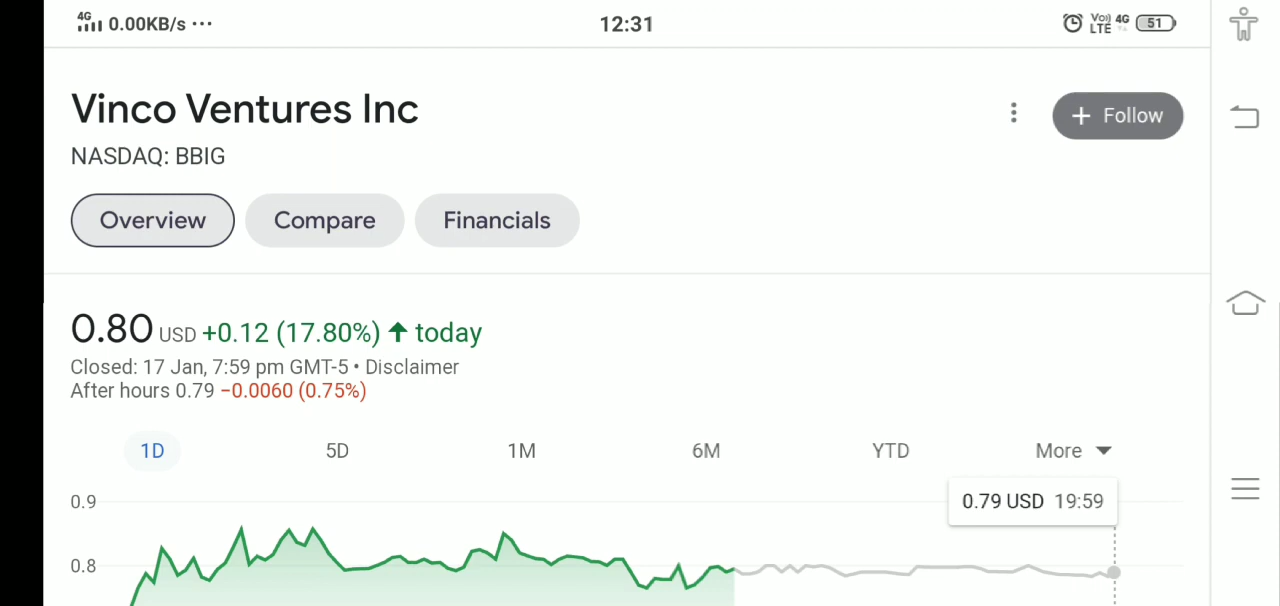 4G 0.00KB/s ... 12:31 Vo)) LTE 4G 51
Vinco Ventures Inc
+ Follow
NASDAQ: BBIG
Overview Compare Financials
0.80 USD +0.12 (17.80%) ↑ today
Closed: 17 Jan, 7:59 pm GMT-5 • Disclaimer
After hours 0.79 −0.0060 (0.75%)
1D 5D 1M 6M YTD More
0.79 USD 19:59
0.9
0.8